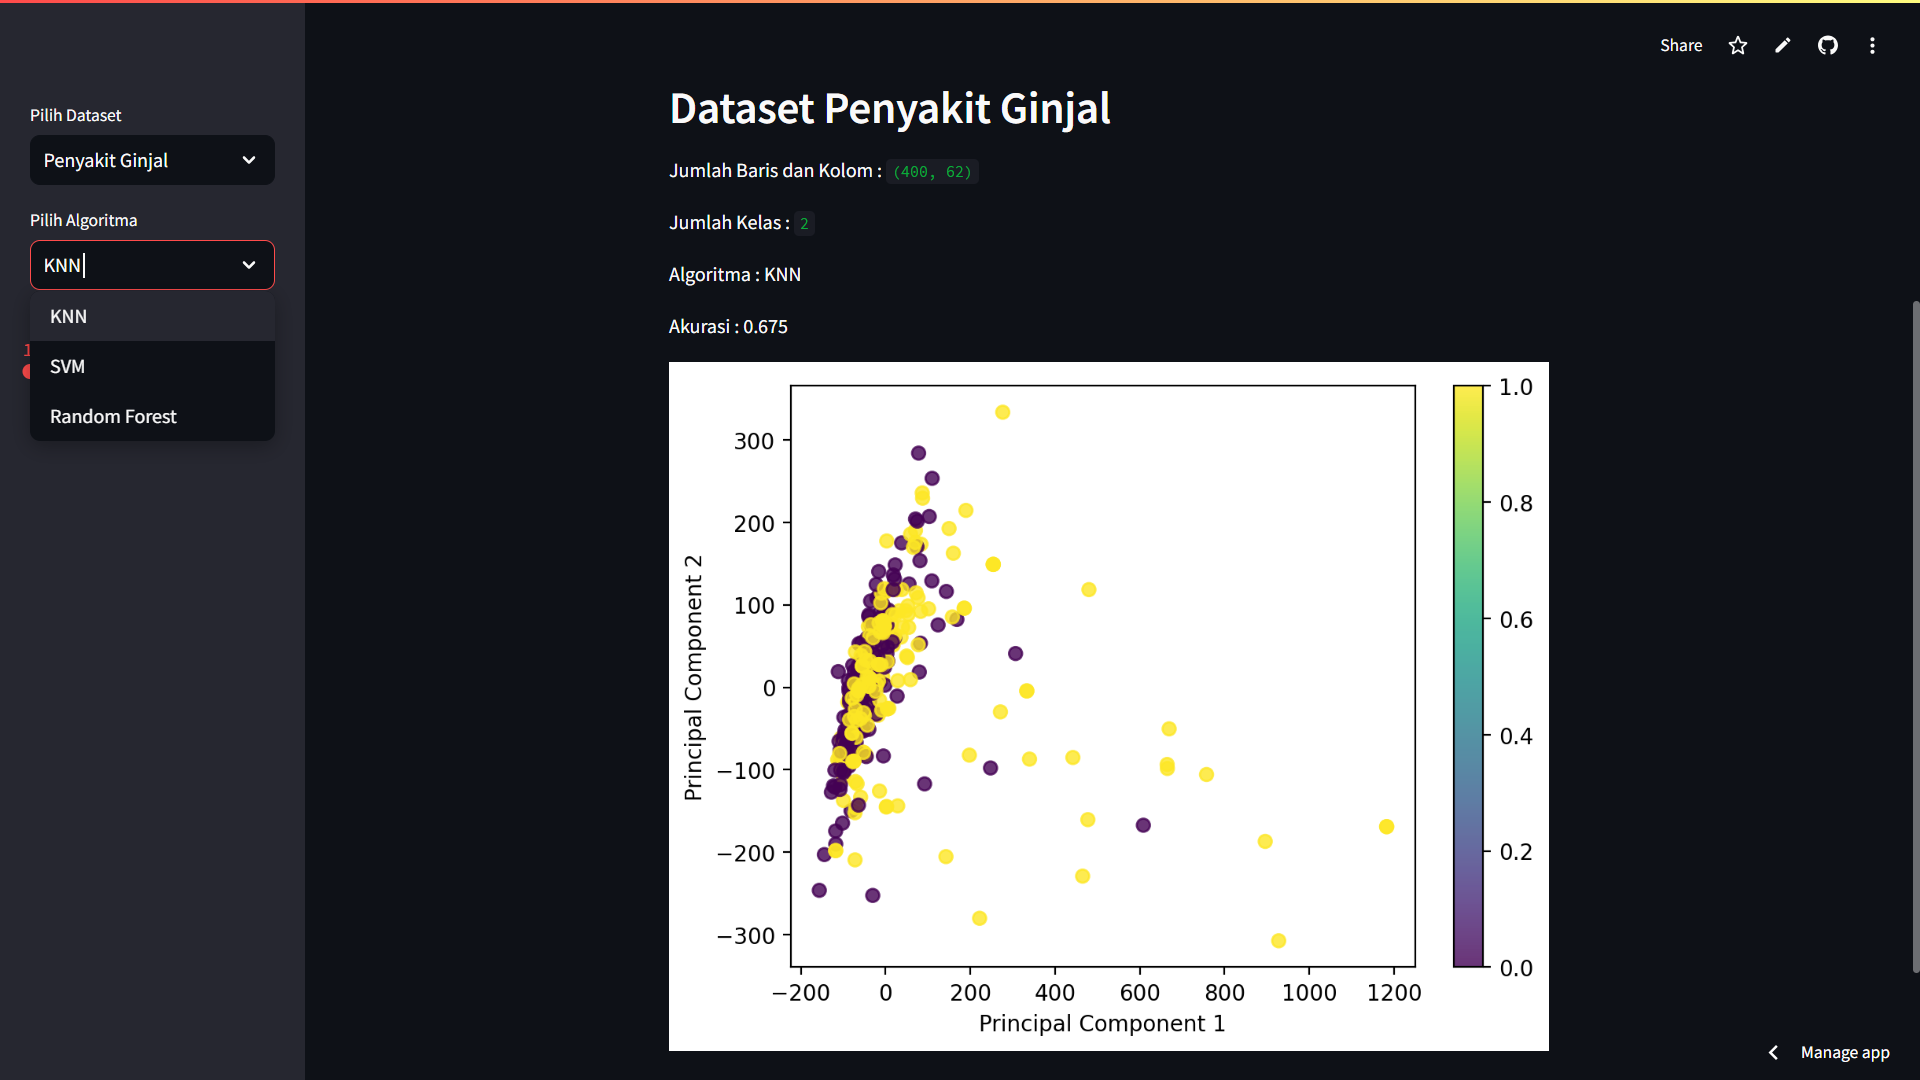 Share
Pilih Dataset
Penyakit Ginjal
Pilih Algoritma
KNN
KNN
SVM
Random Forest
1
Dataset Penyakit Ginjal
Jumlah Baris dan Kolom : (400, 62)
Jumlah Kelas : 2
Algoritma : KNN
Akurasi : 0.675
Principal Component 2
300
200
100
0
−100
−200
−300
−200 0 200 400 600 800 1000 1200
Principal Component 1
1.0
0.8
0.6
0.4
0.2
0.0
Manage app